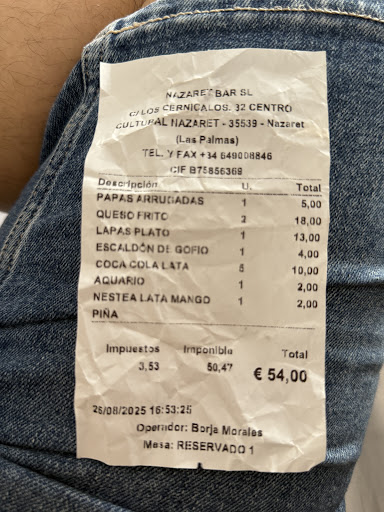 NAZARET BAR SL
C/ LOS CERNICALOS. 32 CENTRO
CULTURAL NAZARET - 35539 - Nazaret
(Las Palmas)
TEL. Y FAX +34 649008846
CIF B75856369
Descripción U. Total
PAPAS ARRUGADAS 1 5,00
QUESO FRITO 2 18,00
LAPAS PLATO 1 13,00
ESCALDÓN DE GOFIO 1 4,00
COCA COLA LATA 5 10,00
AQUARIO 1 2,00
NESTEA LATA MANGO 1 2,00
PIÑA
Impuestos Imponible Total
3,53 50,47 € 54,00
26/08/2025 16:53:25
Operador: Borja Morales
Mesa: RESERVADO 1